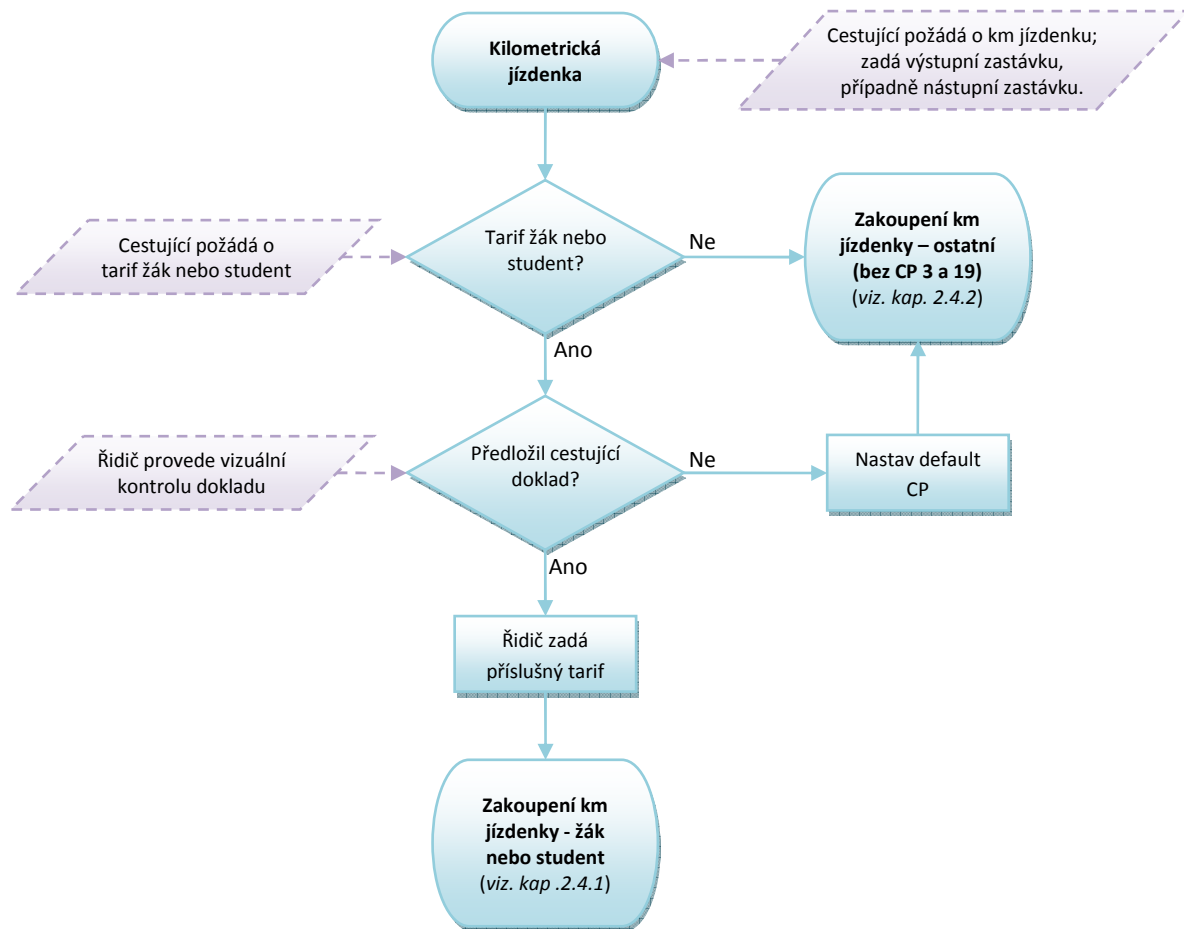 Kilometrická
jízdenka
Cestující požádá o km jízdenku;
zadá výstupní zastávku,
případně nástupní zastávku.
Cestující požádá o
tarif žák nebo student
Tarif žák nebo
student?
Ne
Zakoupení km
jízdenky – ostatní
(bez CP 3 a 19)
(viz. kap. 2.4.2)
Ano
Řidič provede vizuální
kontrolu dokladu
Předložil cestující
doklad?
Ne
Nastav default
CP
Ano
Řidič zadá
příslušný tarif
Zakoupení km
jízdenky - žák
nebo student
(viz. kap .2.4.1)